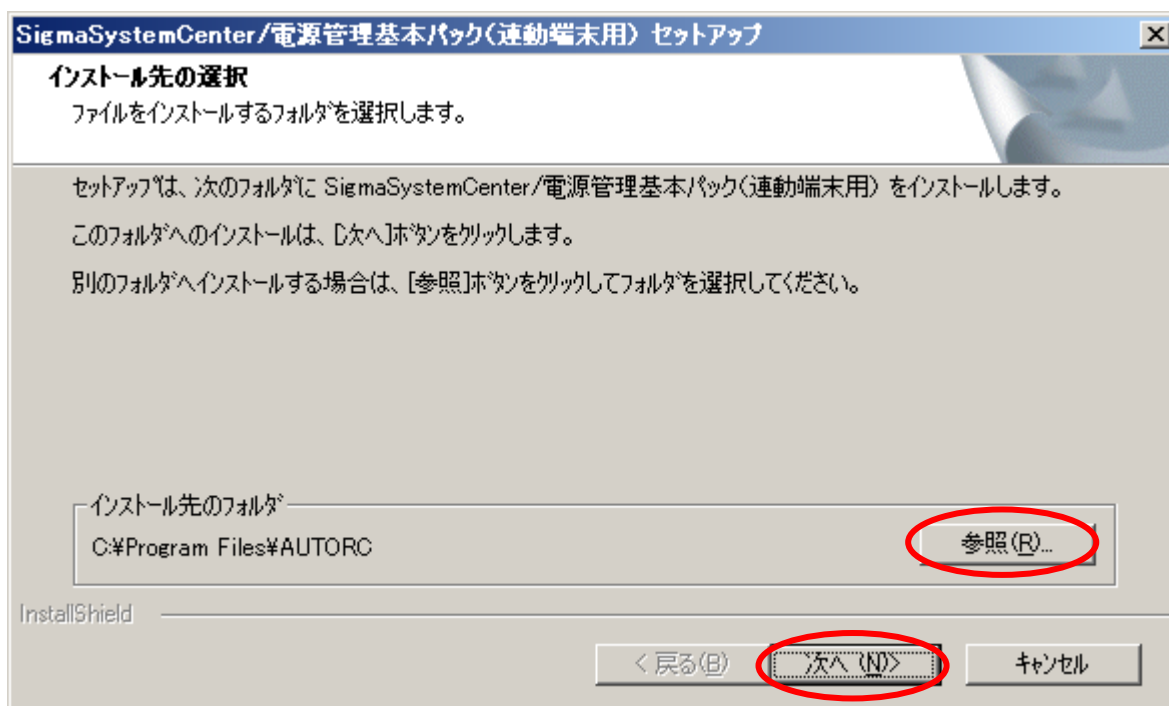 SigmaSystemCenter/電源管理基本パック(連動端末用) セットアップ
インストール先の選択
ファイルをインストールするフォルダを選択します。
セットアップは、次のフォルダに SigmaSystemCenter/電源管理基本パック(連動端末用) をインストールします。
このフォルダへのインストールは、[次へ]ボタンをクリックします。
別のフォルダへインストールする場合は、[参照]ボタンをクリックしてフォルダを選択してください。
インストール先のフォルダ
C:¥Program Files¥AUTORC
参照(R)...
InstallShield
< 戻る(B)
次へ (N)>
キャンセル